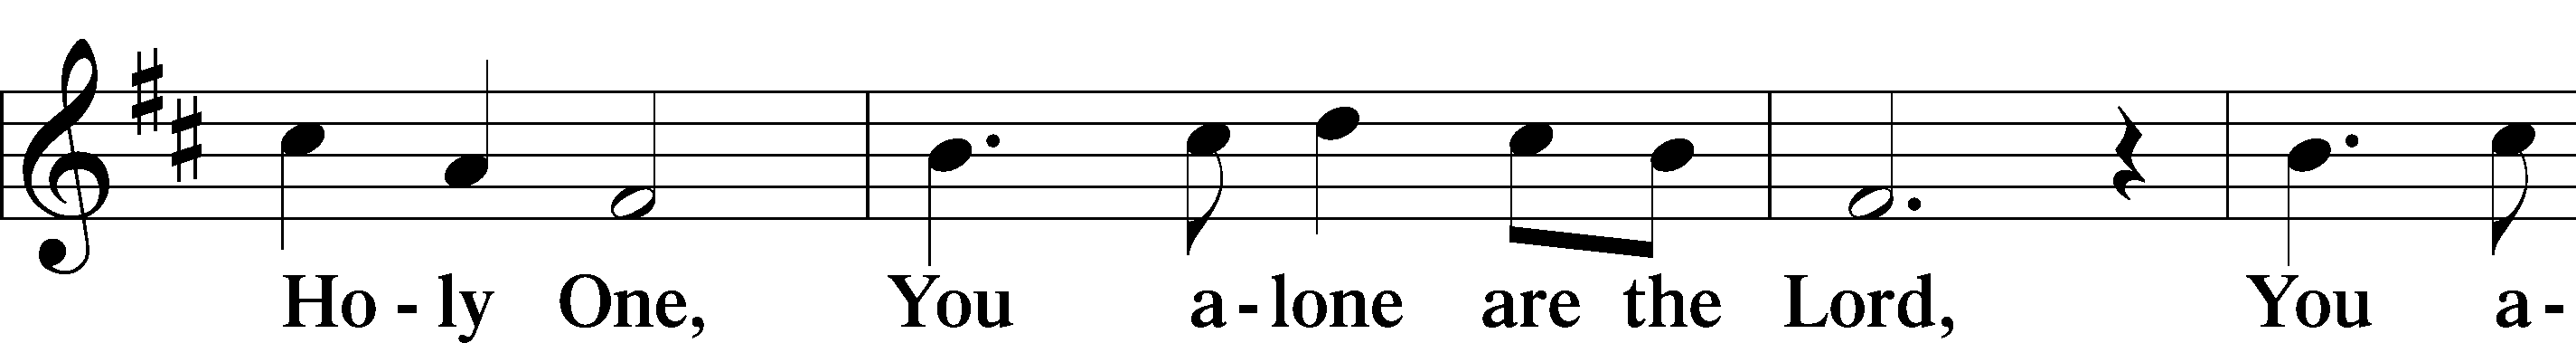 Ho - ly One, You a - lone are the Lord, You a -